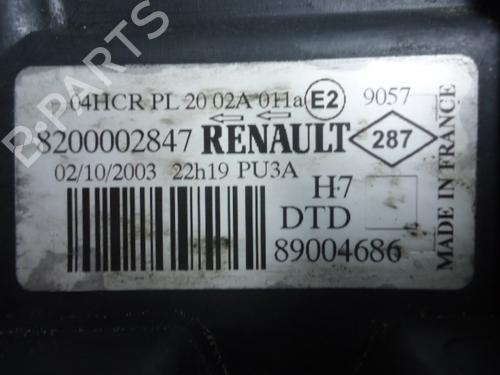 B-PARTS
04HCR PL 20 02A 011a E2 9057
8200002847 RENAULT 287
02/10/2003 22h19 PU3A
H7
DTD
89004686
MADE IN FRANCE